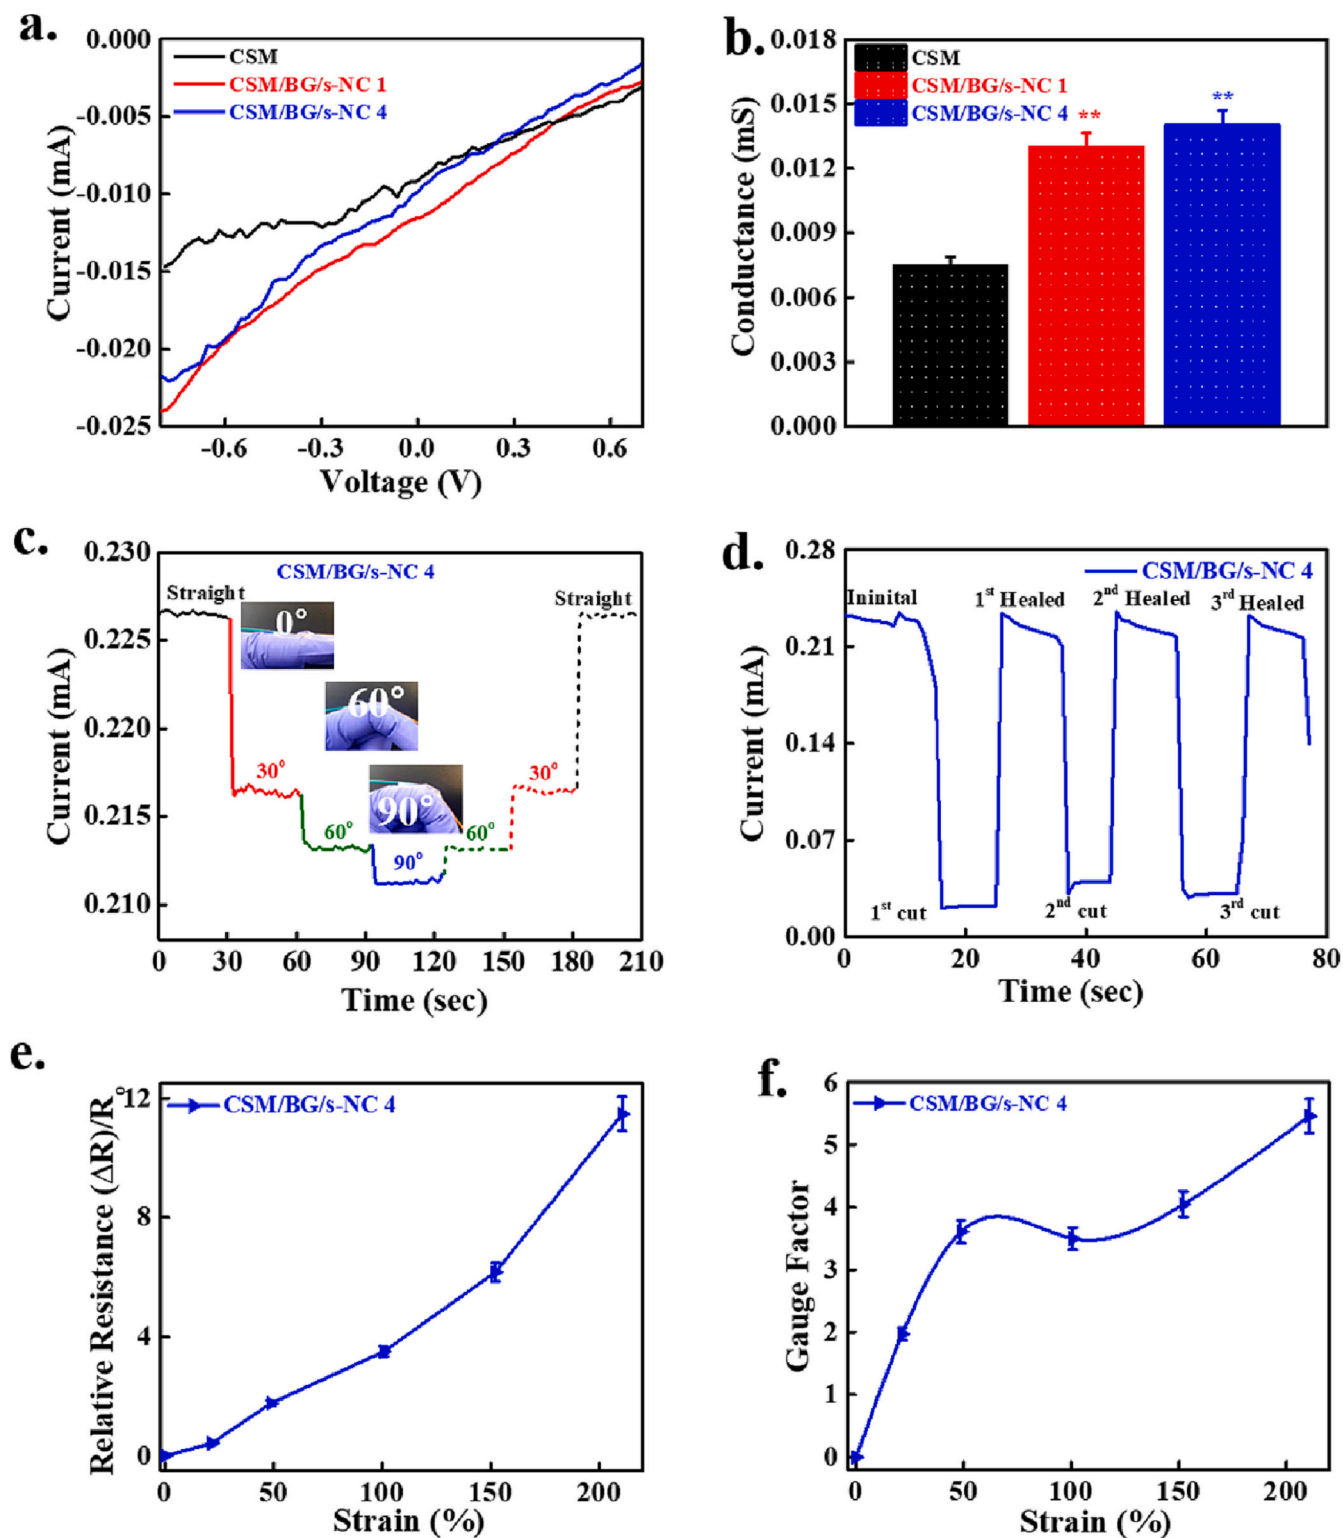 a.
0.000
-0.005
-0.010
-0.015
-0.020
-0.025
Current (mA)
CSM
CSM/BG/s-NC 1
CSM/BG/s-NC 4
-0.6 -0.3 0.0 0.3 0.6
Voltage (V)
b.
0.018
0.015
0.012
0.009
0.006
0.003
0.000
Conductance (mS)
CSM
CSM/BG/s-NC 1
CSM/BG/s-NC 4
** **
c.
0.230
0.225
0.220
0.215
0.210
Current (mA)
CSM/BG/s-NC 4
Straight
Straight
0°
60°
90°
30°
30°
60°
60°
90°
0 30 60 90 120 150 180 210
Time (sec)
d.
0.28
0.21
0.14
0.07
0.00
Current (mA)
CSM/BG/s-NC 4
Ininital 1st Healed 2nd Healed 3rd Healed
1st cut 2nd cut 3rd cut
0 20 40 60 80
Time (sec)
e.
12
8
4
0
Relative Resistance (ΔR)/R°
CSM/BG/s-NC 4
0 50 100 150 200
Strain (%)
f.
6
5
4
3
2
1
0
Gauge Factor
CSM/BG/s-NC 4
0 50 100 150 200
Strain (%)